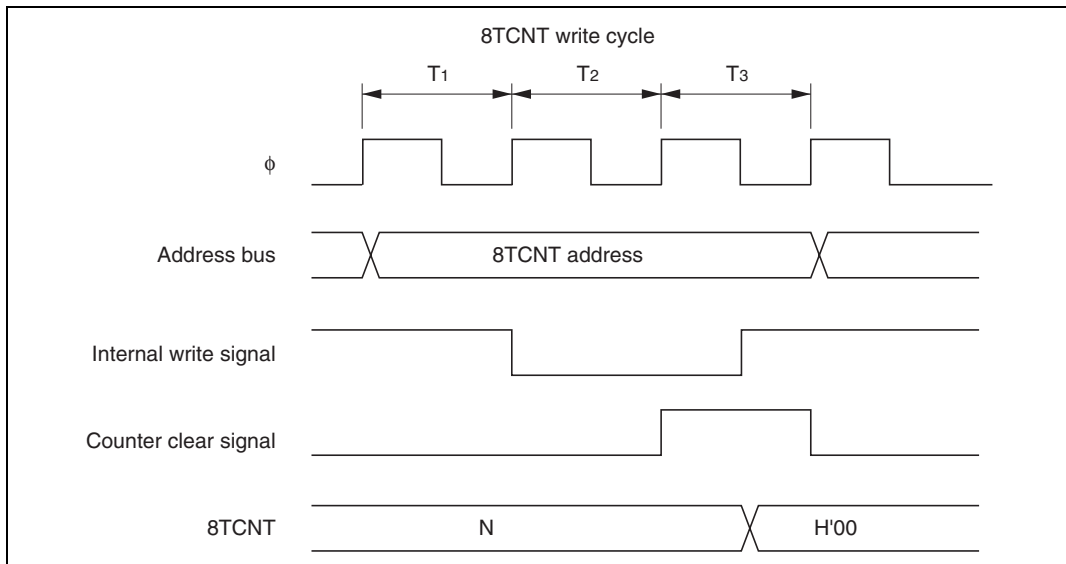 8TCNT write cycle
T1 T2 T3
φ
Address bus 8TCNT address
Internal write signal
Counter clear signal
8TCNT N H'00